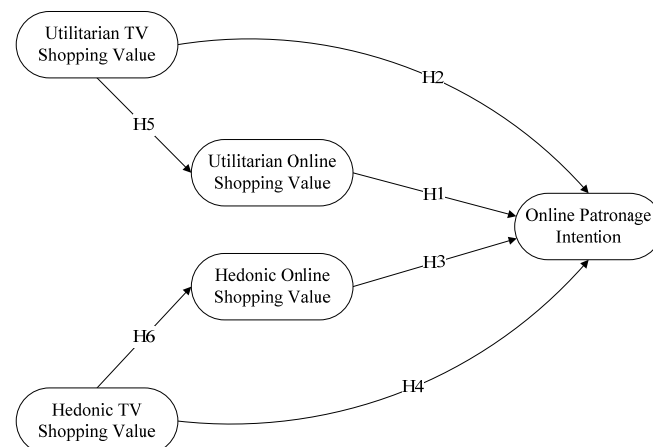 Utilitarian TV
Shopping Value
H2
H5
Utilitarian Online
Shopping Value
H1
Online Patronage
Intention
Hedonic Online
Shopping Value
H3
H6
H4
Hedonic TV
Shopping Value